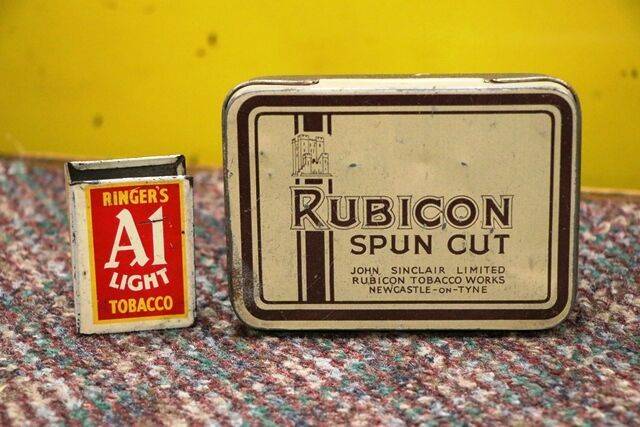 RINGER'S
A1
LIGHT
TOBACCO
RUBICON
SPUN CUT
JOHN SINCLAIR LIMITED
RUBICON TOBACCO WORKS
NEWCASTLE-ON-TYNE